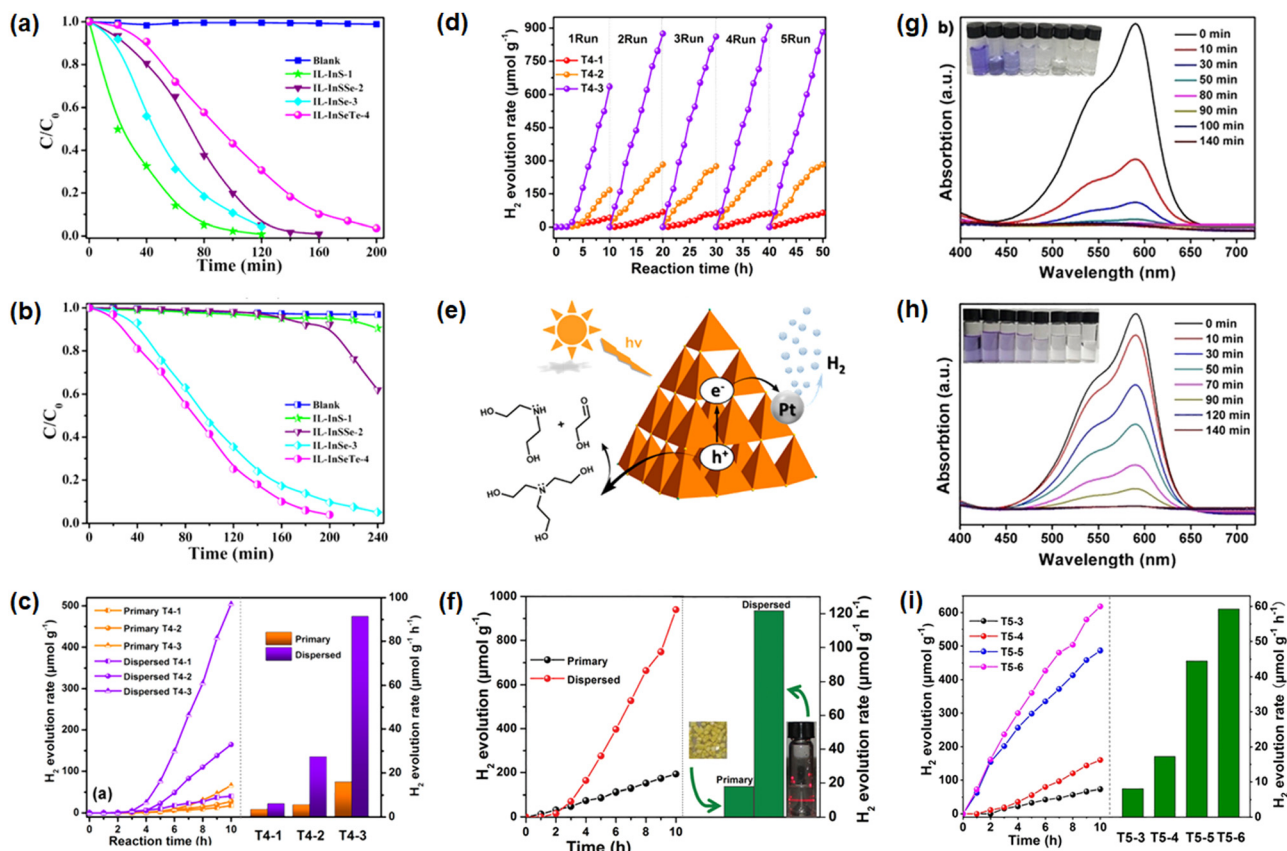 (a)
C/C0
1.0
0.8
0.6
0.4
0.2
0.0
Blank
IL-InS-1
IL-InSSe-2
IL-InSe-3
IL-InSeTe-4
0 40 80 120 160 200
Time (min)
(b)
C/C0
1.0
0.8
0.6
0.4
0.2
0.0
Blank
IL-InS-1
IL-InSSe-2
IL-InSe-3
IL-InSeTe-4
0 40 80 120 160 200 240
Time (min)
(c)
H2 evolution rate (μmol g-1)
500
400
300
200
100
50
0
Primary T4-1
Primary T4-2
Primary T4-3
Dispersed T4-1
Dispersed T4-2
Dispersed T4-3
(a)
0 2 4 6 8 10
Reaction time (h)
Primary
Dispersed
T4-1 T4-2 T4-3
100
80
60
40
20
0
H2 evolution rate (μmol g-1 h-1)
(d)
H2 evolution rate (μmol g-1)
900
750
600
450
300
150
0
1Run 2Run 3Run 4Run 5Run
T4-1
T4-2
T4-3
0 10 20 30 40 50
Reaction time (h)
(e)
hv
e-
h+
Pt
H2
HO
NH
OH
+
O
OH
HO
N
OH
OH
(f)
H2 evolution (μmol g-1)
1000
800
600
400
200
0
Primary
Dispersed
0 2 4 6 8 10
Time (h)
Dispersed
Primary
120
100
80
60
40
20
0
H2 evolution rate (μmol g-1 h-1)
(g)
b)
Absorbtion (a.u.)
0 min
10 min
30 min
50 min
80 min
90 min
100 min
140 min
400 450 500 550 600 650 700
Wavelength (nm)
(h)
Absorbtion (a.u.)
0 min
10 min
30 min
50 min
70 min
90 min
120 min
140 min
400 450 500 550 600 650 700
Wavelength (nm)
(i)
H2 evolution (μmol g-1)
600
500
400
300
200
100
0
T5-3
T5-4
T5-5
T5-6
0 2 4 6 8 10
Time (h)
T5-3 T5-4 T5-5 T5-6
60
50
40
30
20
10
0
H2 evolution rate (μmol g-1 h-1)